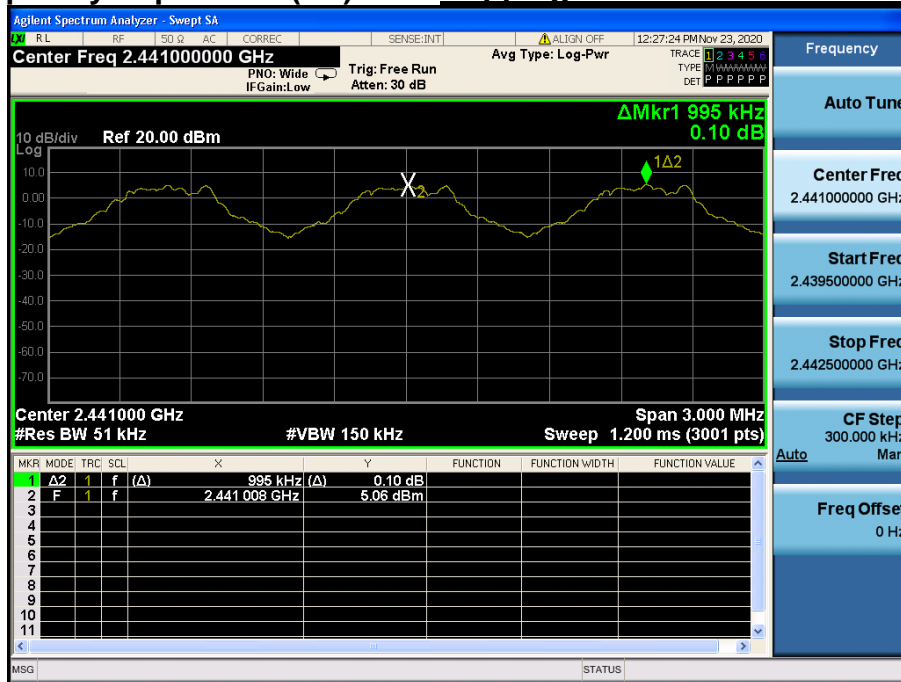 Agilent Spectrum Analyzer - Swept SA
LXI RL RF 50 Ω AC CORREC SENSE:INT ALIGN OFF 12:27:24 PM Nov 23, 2020
Center Freq 2.441000000 GHz
PNO: Wide
IFGain:Low
Trig: Free Run
Atten: 30 dB
Avg Type: Log-Pwr
TRACE 1 2 3 4 5 6
TYPE M W W W W W
DET P P P P P P
ΔMkr1 995 kHz
0.10 dB
10 dB/div Ref 20.00 dBm
Log
10.0
0.00
-10.0
-20.0
-30.0
-40.0
-50.0
-60.0
-70.0
1Δ2
X2
Center 2.441000 GHz Span 3.000 MHz
#Res BW 51 kHz #VBW 150 kHz Sweep 1.200 ms (3001 pts)
MKR MODE TRC SCL X Y FUNCTION FUNCTION WIDTH FUNCTION VALUE
1 Δ2 1 f (Δ) 995 kHz (Δ) 0.10 dB
2 F 1 f 2.441 008 GHz 5.06 dBm
3
4
5
6
7
8
9
10
11
MSG STATUS
Frequency
Auto Tune
Center Freq
2.441000000 GHz
Start Freq
2.439500000 GHz
Stop Freq
2.442500000 GHz
CF Step
300.000 kHz
Auto Man
Freq Offset
0 Hz